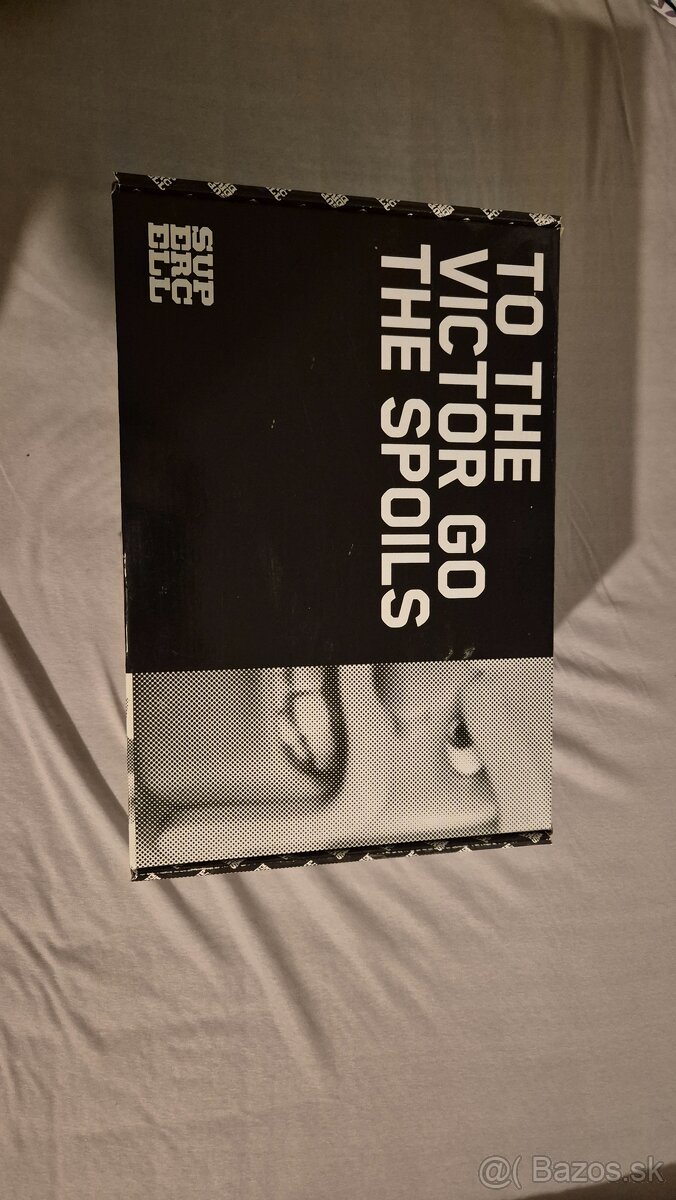 TO THE
VICTOR GO
THE SPOILS
SUP
ERC
ELL
@( Bazos.sk